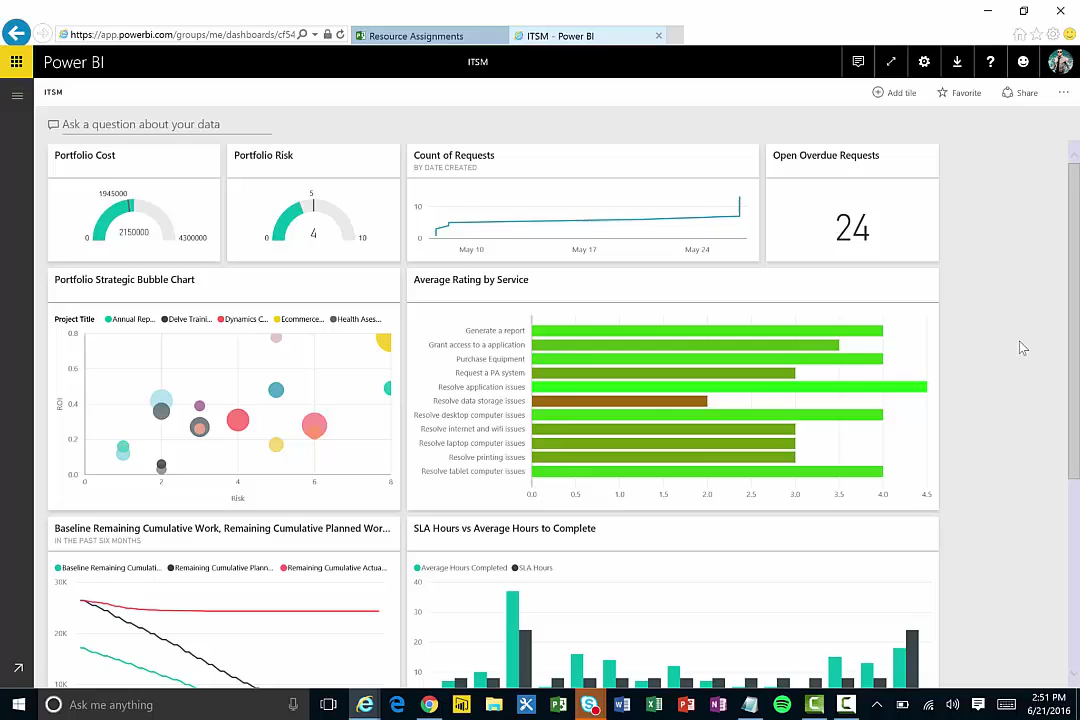 https://app.powerbi.com/groups/me/dashboards/cf54
Resource Assignments
ITSM - Power BI
Power BI
ITSM
ITSM
Add tile
Favorite
Share
Ask a question about your data
Portfolio Cost
1945000
2150000
0
4300000
Portfolio Risk
5
4
0
10
Count of Requests
BY DATE CREATED
10
0
May 10
May 17
May 24
Open Overdue Requests
24
Portfolio Strategic Bubble Chart
Project Title Annual Rep... Delve Traini... Dynamics C... Ecommerce... Health Ases...
0.8
0.6
0.4
0.2
0.0
ROI
0 2 4 6 8
Risk
Average Rating by Service
Generate a report
Grant access to a application
Purchase Equipment
Request a PA system
Resolve application issues
Resolve data storage issues
Resolve desktop computer issues
Resolve internet and wifi issues
Resolve laptop computer issues
Resolve printing issues
Resolve tablet computer issues
0.0 0.5 1.0 1.5 2.0 2.5 3.0 3.5 4.0 4.5
Baseline Remaining Cumulative Work, Remaining Cumulative Planned Wor...
IN THE PAST SIX MONTHS
Baseline Remaining Cumulati... Remaining Cumulative Plann... Remaining Cumulative Actua...
30K
20K
10K
SLA Hours vs Average Hours to Complete
Average Hours Completed SLA Hours
40
30
20
10
Ask me anything
2:51 PM
6/21/2016